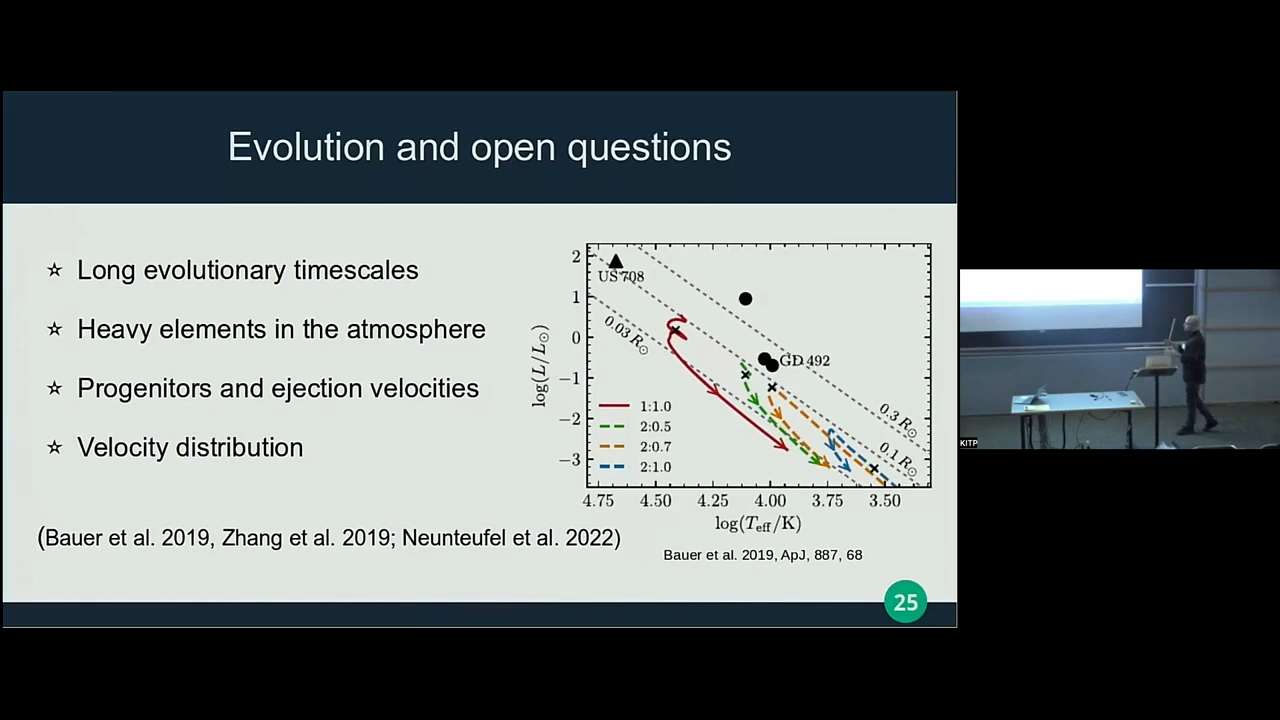 Evolution and open questions
☆ Long evolutionary timescales
☆ Heavy elements in the atmosphere
☆ Progenitors and ejection velocities
☆ Velocity distribution
(Bauer et al. 2019, Zhang et al. 2019; Neunteufel et al. 2022)
log(L/L☉)
2
1
0
−1
−2
−3
US 708
0.03 R☉
GD 492
0.3 R☉
0.1 R☉
1:1.0
2:0.5
2:0.7
2:1.0
4.75 4.50 4.25 4.00 3.75 3.50
log(Teff/K)
Bauer et al. 2019, ApJ, 887, 68
25
KITP